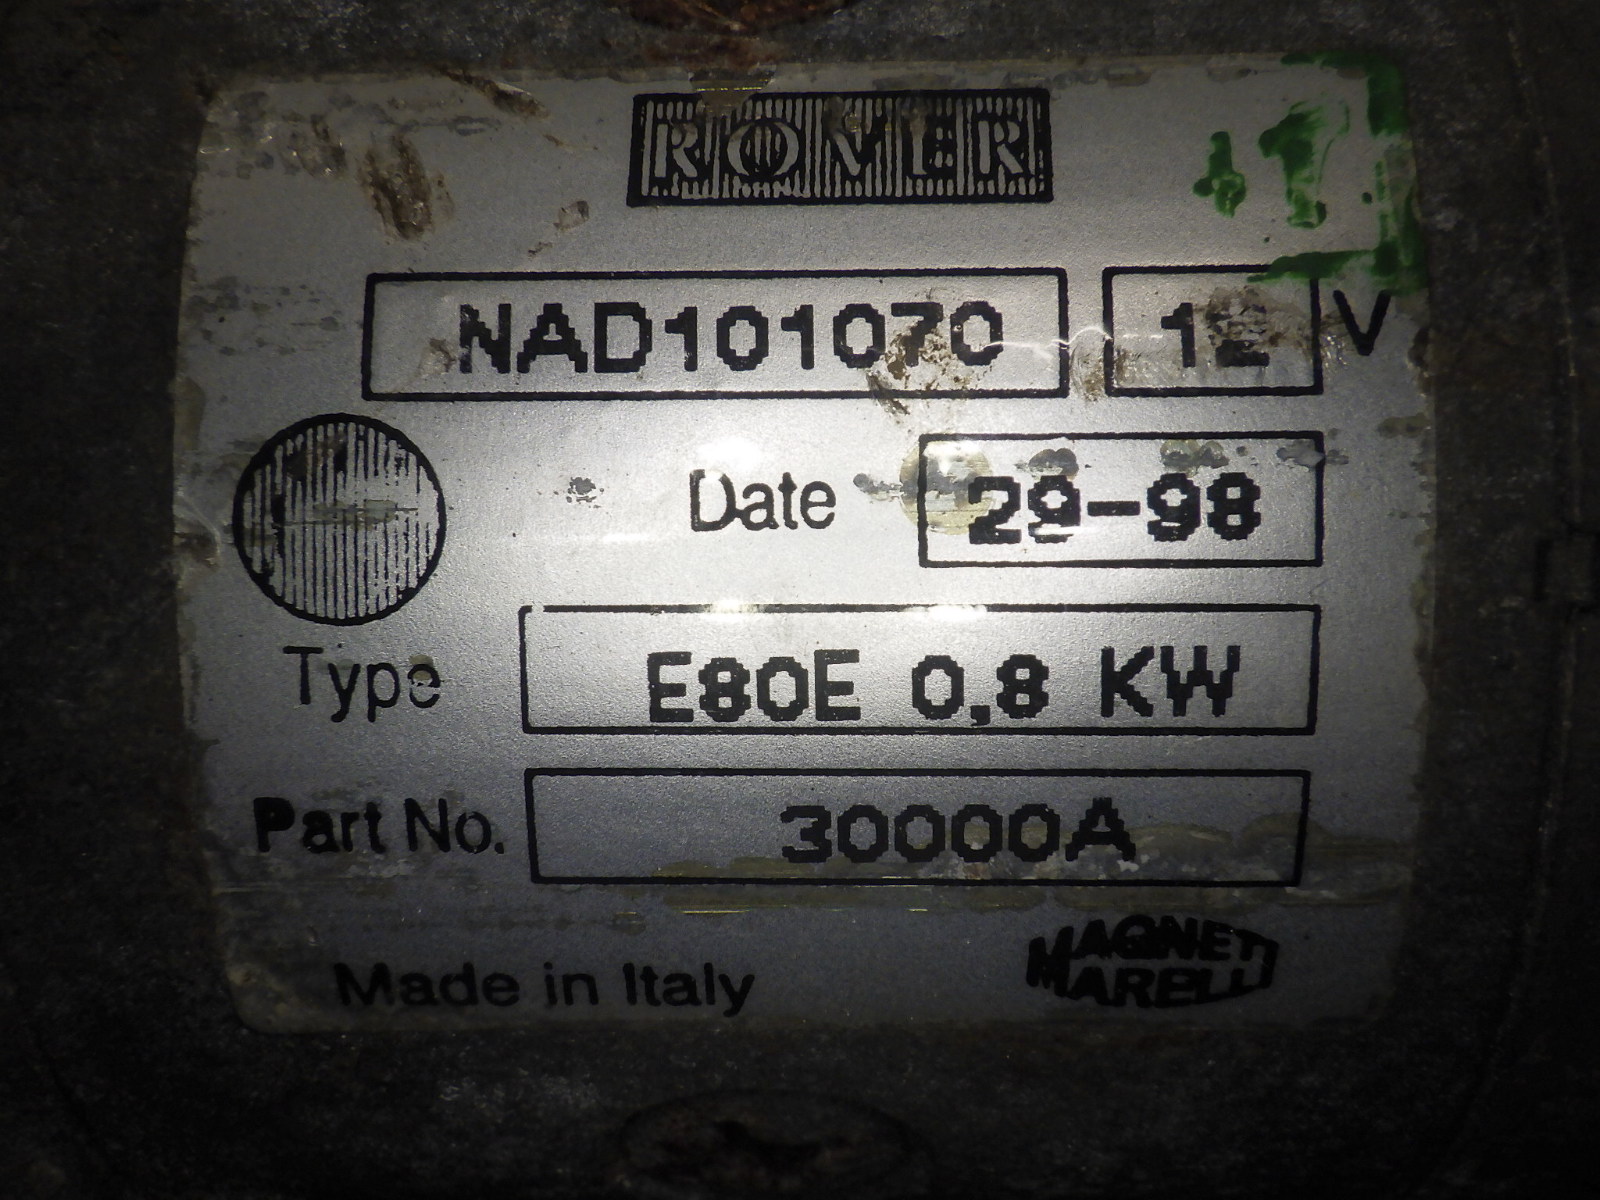 ROVER
NAD101070 12 V
Date 29-98
Type E80E 0,8 KW
Part No. 30000A
Made in Italy
MAGNETI
MARELLI